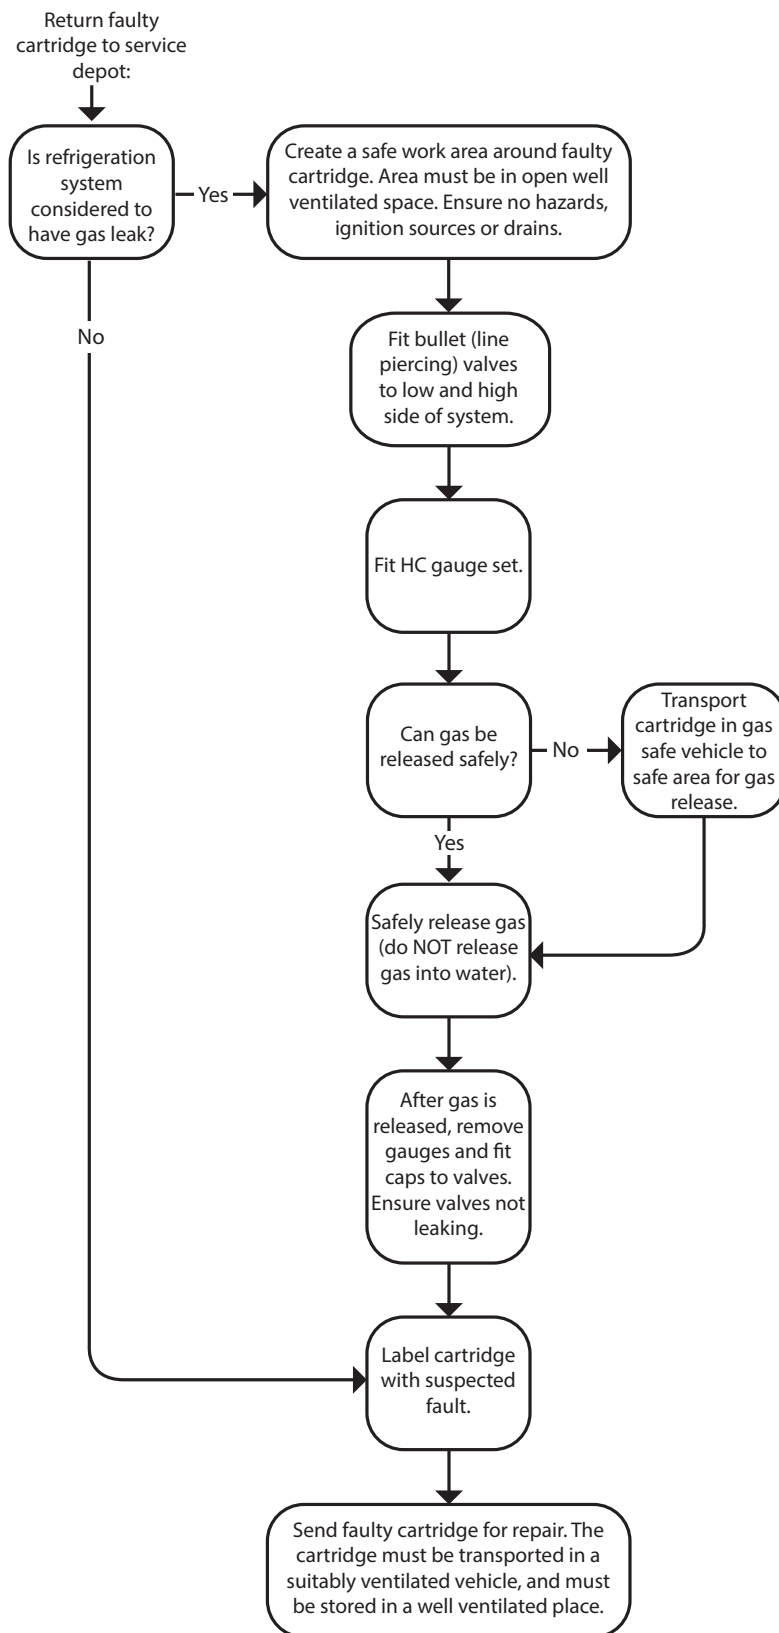 Return faulty
cartridge to service
depot:
Is refrigeration
system
considered to
have gas leak?
Yes
Create a safe work area around faulty
cartridge. Area must be in open well
ventilated space. Ensure no hazards,
ignition sources or drains.
No
Fit bullet (line
piercing) valves
to low and high
side of system.
Fit HC gauge set.
Can gas be
released safely?
No
Transport
cartridge in gas
safe vehicle to
safe area for gas
release.
Yes
Safely release gas
(do NOT release
gas into water).
After gas is
released, remove
gauges and fit
caps to valves.
Ensure valves not
leaking.
Label cartridge
with suspected
fault.
Send faulty cartridge for repair. The
cartridge must be transported in a
suitably ventilated vehicle, and must
be stored in a well ventilated place.